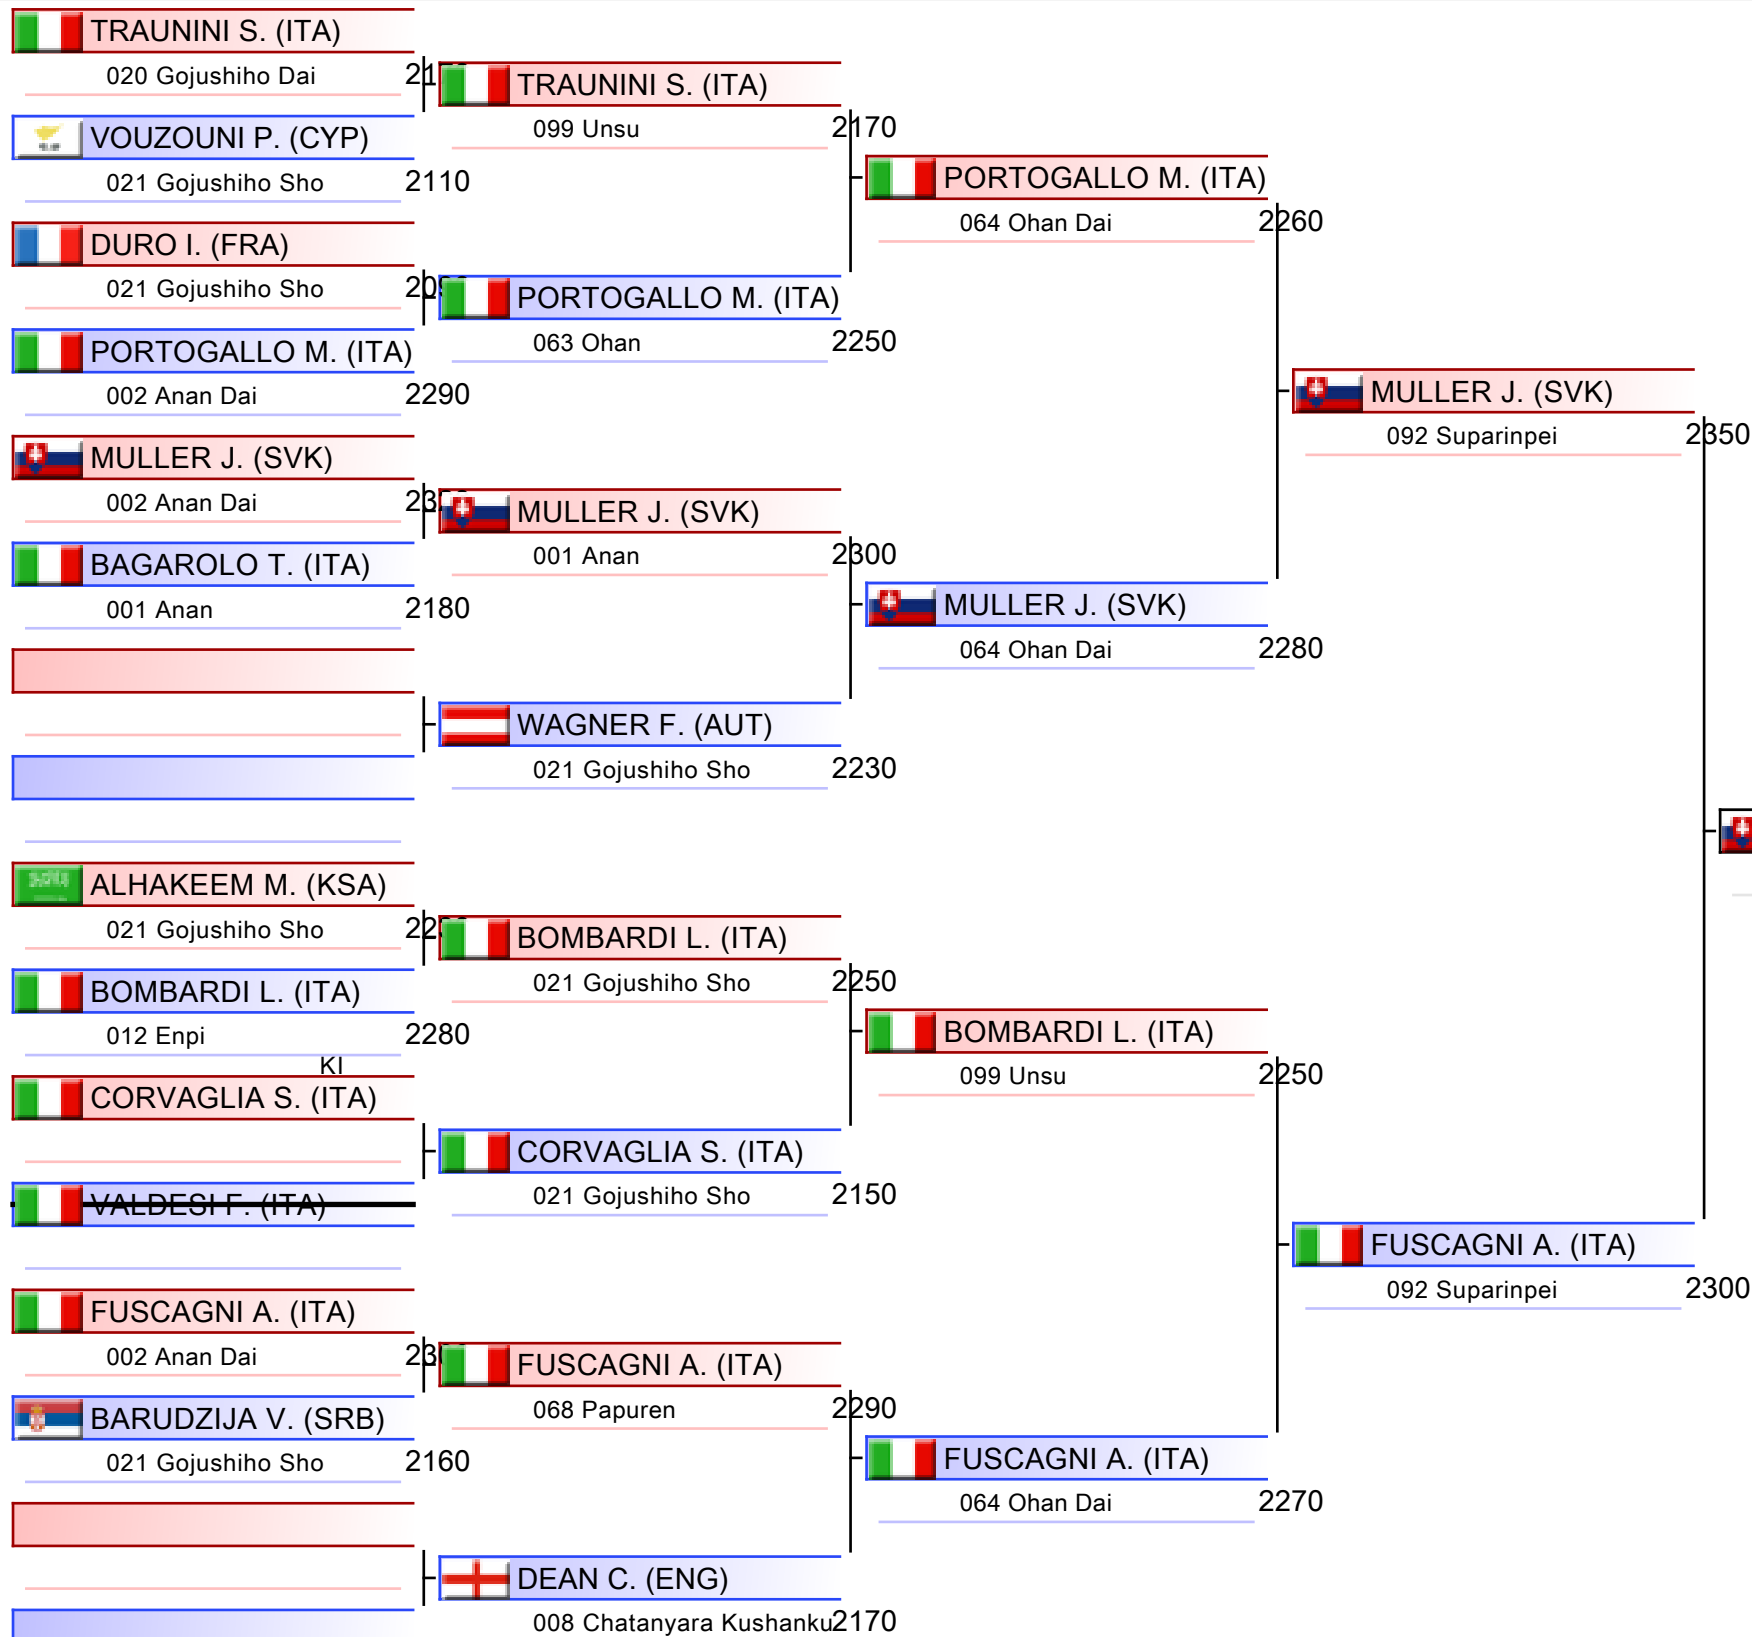 TRAUNINI S. (ITA)
020 Gojushiho Dai
VOUZOUNI P. (CYP)
021 Gojushiho Sho 2110
DURO I. (FRA)
021 Gojushiho Sho
PORTOGALLO M. (ITA)
002 Anan Dai 2290
MULLER J. (SVK)
002 Anan Dai
BAGAROLO T. (ITA)
001 Anan 2180
ALHAKEEM M. (KSA)
021 Gojushiho Sho
BOMBARDI L. (ITA)
012 Enpi 2280
KI
CORVAGLIA S. (ITA)
VALDESI F. (ITA)
FUSCAGNI A. (ITA)
002 Anan Dai
BARUDZIJA V. (SRB)
021 Gojushiho Sho 2160
TRAUNINI S. (ITA)
099 Unsu 2170
PORTOGALLO M. (ITA)
063 Ohan 2250
MULLER J. (SVK)
001 Anan 2300
WAGNER F. (AUT)
021 Gojushiho Sho 2230
BOMBARDI L. (ITA)
021 Gojushiho Sho 2250
CORVAGLIA S. (ITA)
021 Gojushiho Sho 2150
FUSCAGNI A. (ITA)
068 Papuren 2290
DEAN C. (ENG)
008 Chatanyara Kushanku 2170
PORTOGALLO M. (ITA)
064 Ohan Dai 2260
MULLER J. (SVK)
064 Ohan Dai 2280
BOMBARDI L. (ITA)
099 Unsu 2250
FUSCAGNI A. (ITA)
064 Ohan Dai 2270
MULLER J. (SVK)
092 Suparinpei 2350
FUSCAGNI A. (ITA)
092 Suparinpei 2300